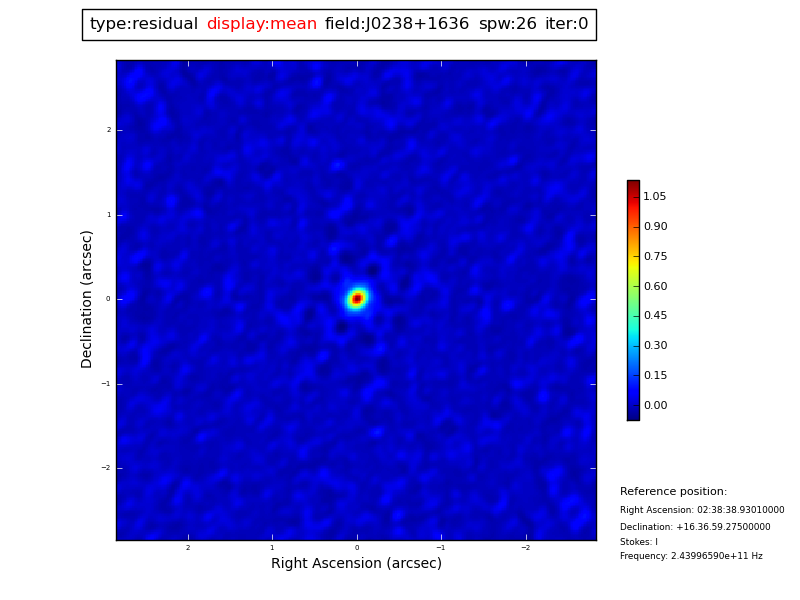 type:residual display:mean field:J0238+1636 spw:26 iter:0
2
1
0
−1
−2
Declination (arcsec)
2 1 0 −1 −2
Right Ascension (arcsec)
1.05
0.90
0.75
0.60
0.45
0.30
0.15
0.00
Reference position:
Right Ascension: 02:38:38.93010000
Declination: +16.36.59.27500000
Stokes: I
Frequency: 2.43996590e+11 Hz